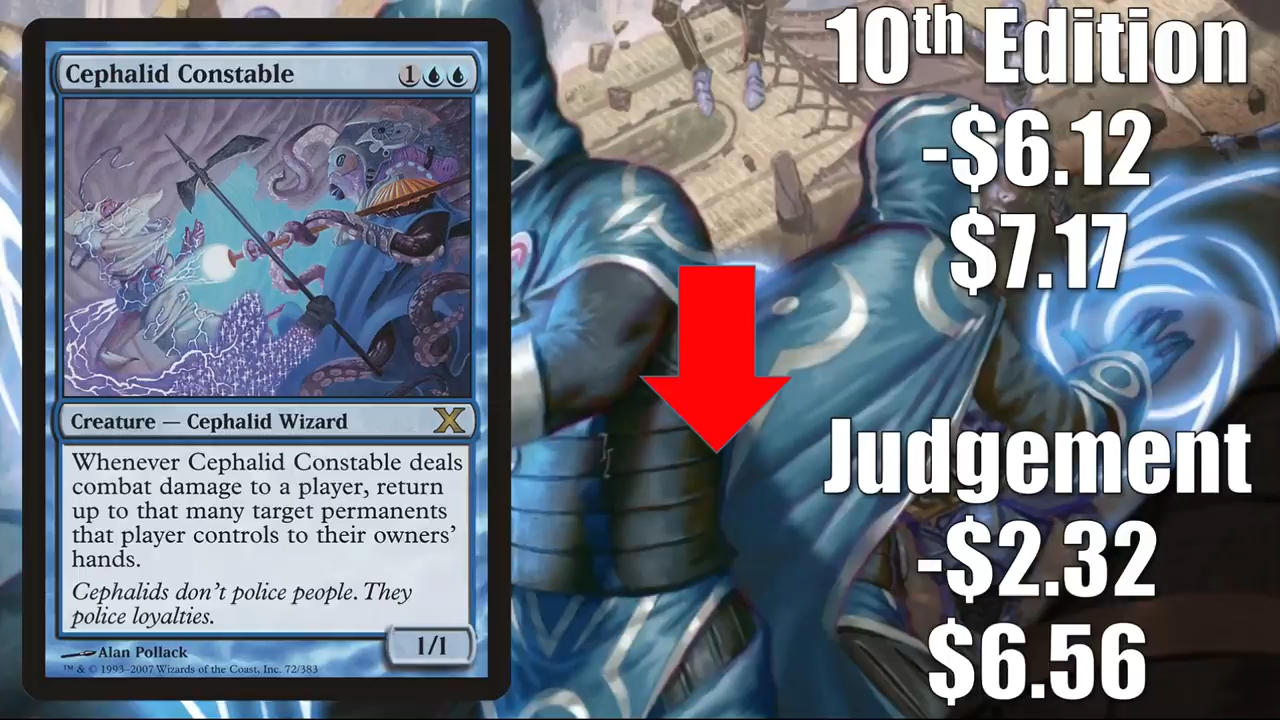 Cephalid Constable 1
Creature — Cephalid Wizard X
Whenever Cephalid Constable deals
combat damage to a player, return
up to that many target permanents
that player controls to their owners’
hands.
Cephalids don’t police people. They
police loyalties.
1/1
Alan Pollack
™ & © 1993–2007 Wizards of the Coast, Inc. 72/383
10th Edition
-$6.12
$7.17
Judgement
-$2.32
$6.56